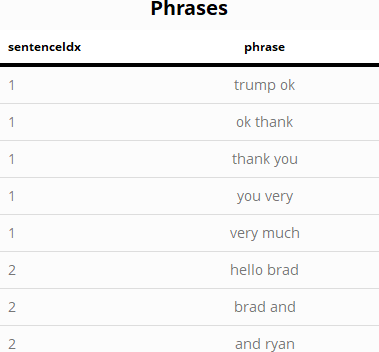 Phrases
sentenceIdx phrase
1 trump ok
1 ok thank
1 thank you
1 you very
1 very much
2 hello brad
2 brad and
2 and ryan